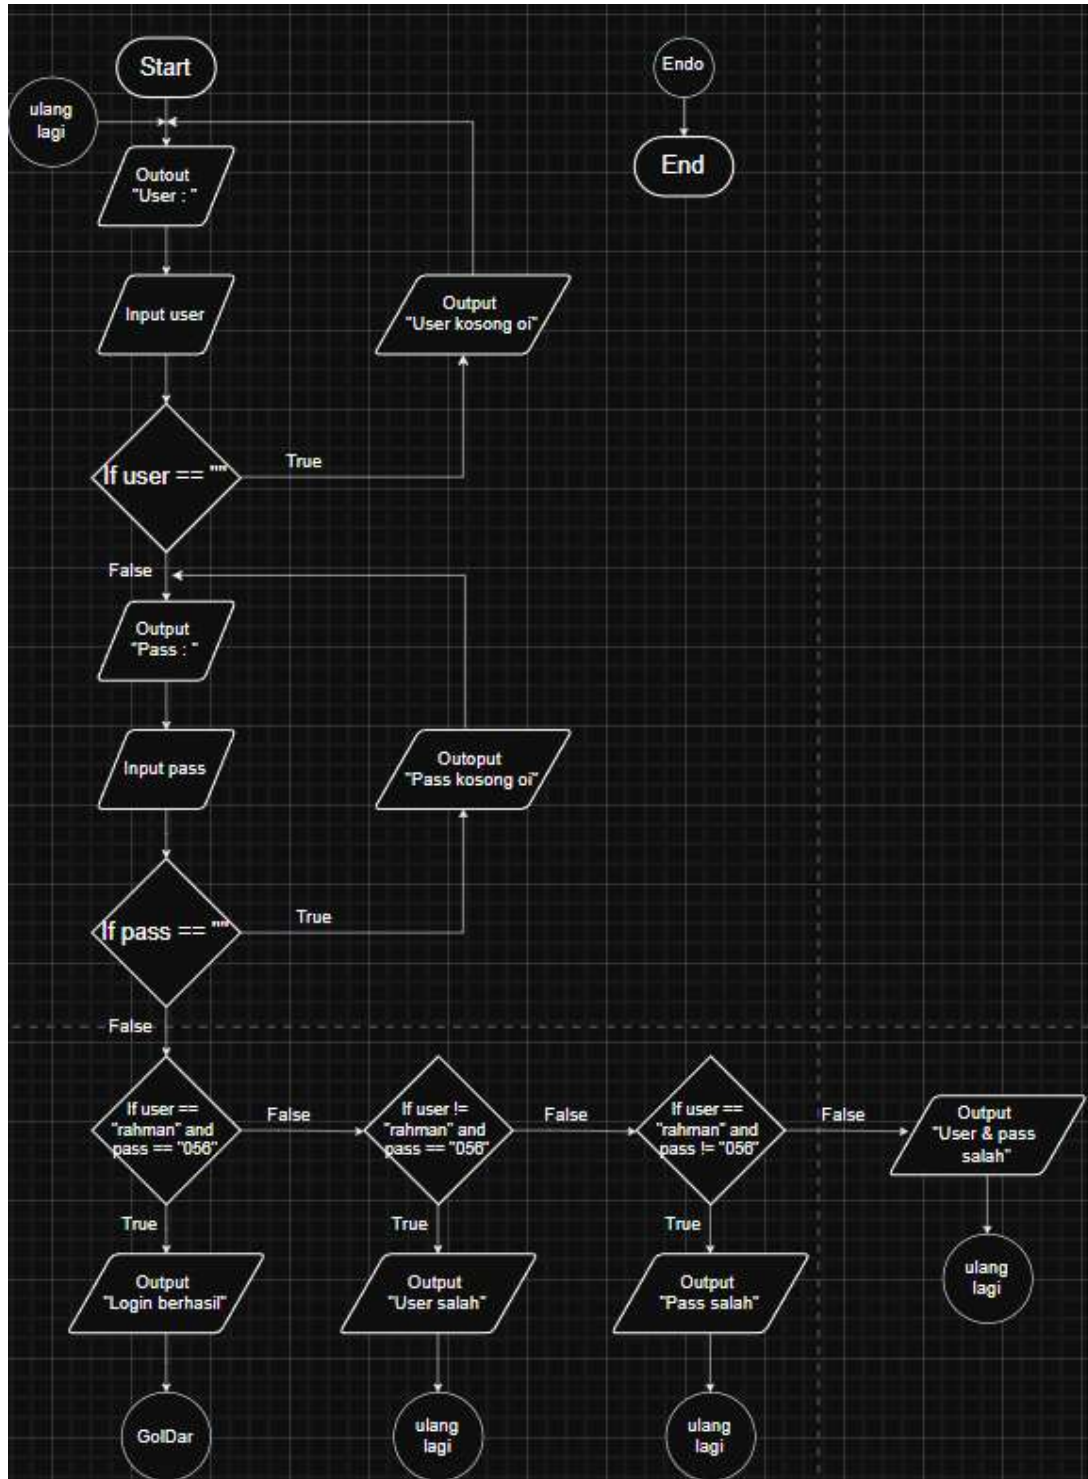 Start
Endo
ulang
lagi
End
Outout
"User : "
Input user
Output
"User kosong oi"
If user == ""
True
False
Output
"Pass : "
Input pass
Outoput
"Pass kosong oi"
If pass == ""
True
False
If user ==
"rahman" and
pass == "056"
False
If user !=
"rahman" and
pass == "056"
False
If user ==
"rahman" and
pass != "056"
False
Output
"User & pass
salah"
True
True
True
Output
"Login berhasil"
Output
"User salah"
Output
"Pass salah"
ulang
lagi
GolDar
ulang
lagi
ulang
lagi